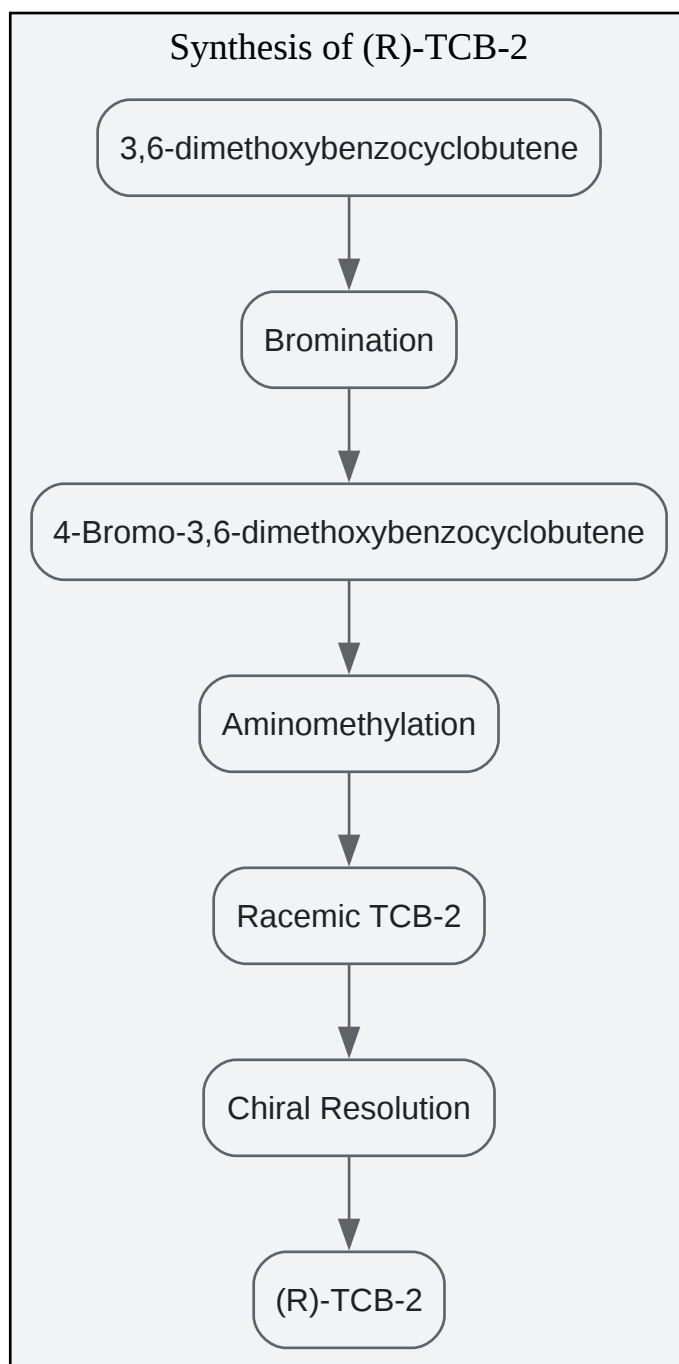 Synthesis of (R)-TCB-2
3,6-dimethoxybenzocyclobutene
Bromination
4-Bromo-3,6-dimethoxybenzocyclobutene
Aminomethylation
Racemic TCB-2
Chiral Resolution
(R)-TCB-2